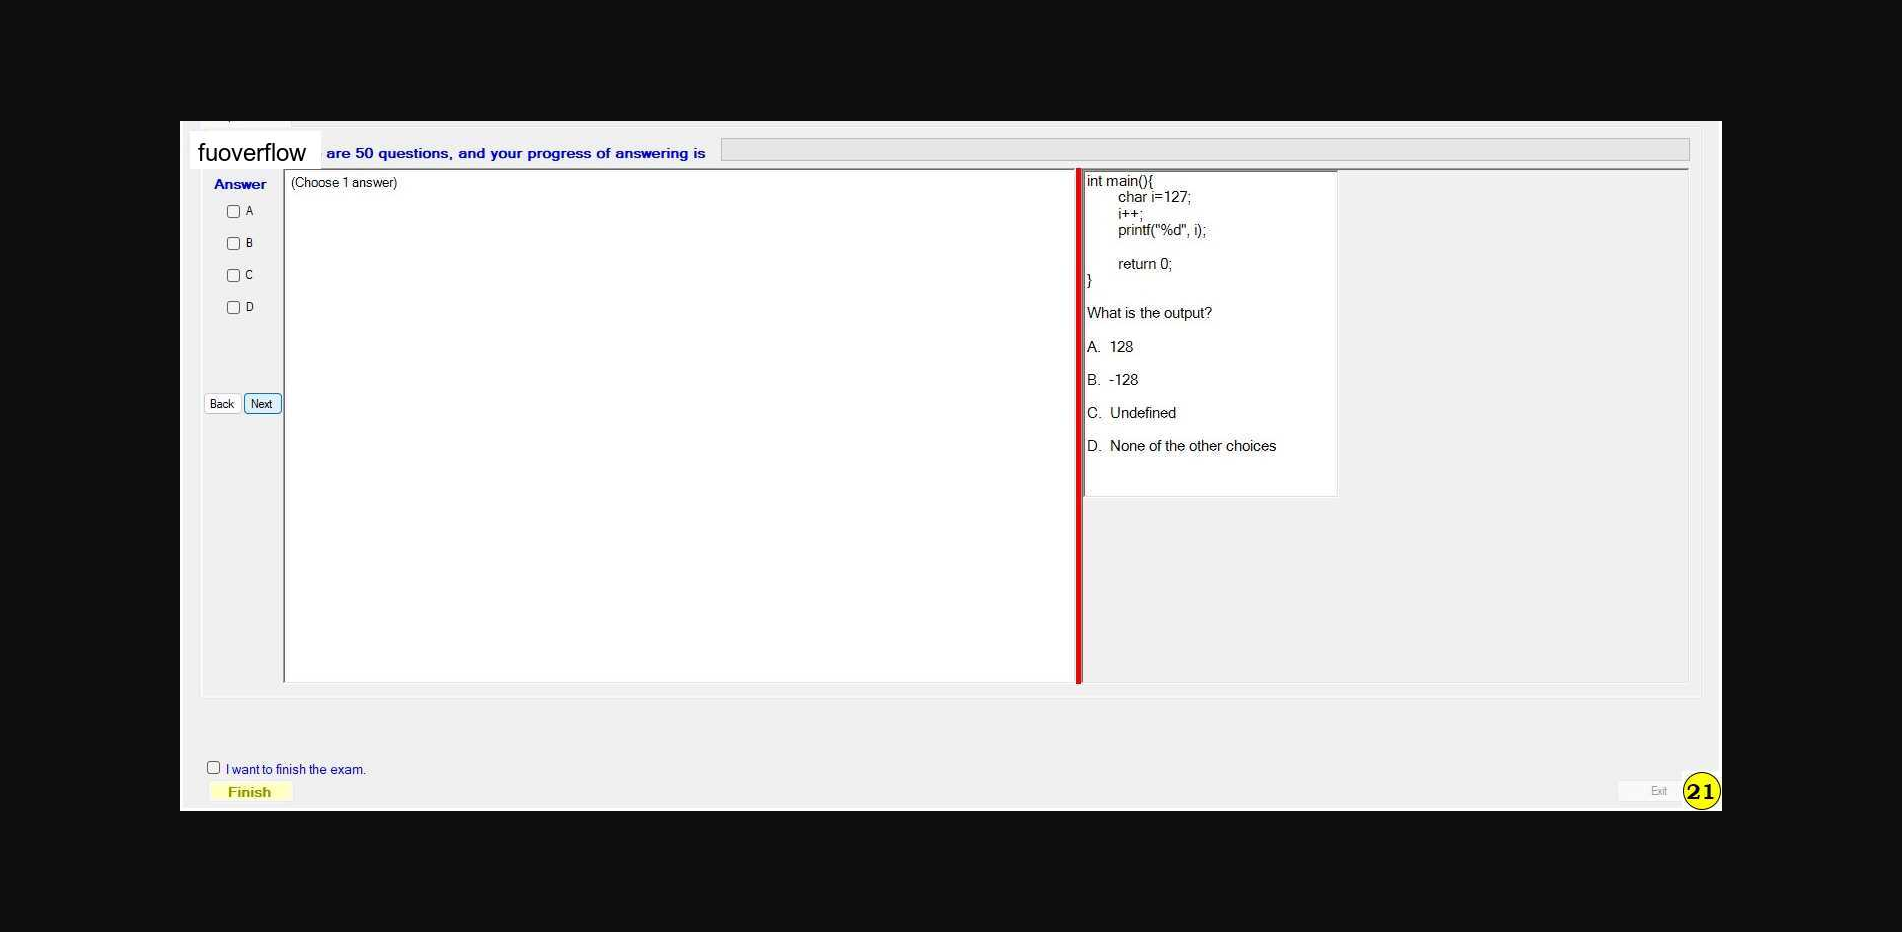 fuoverflow are 50 questions, and your progress of answering is
Answer
A
B
C
D
Back Next
(Choose 1 answer)
int main(){
char i=127;
i++;
printf("%d", i);
return 0;
}
What is the output?
A. 128
B. -128
C. Undefined
D. None of the other choices
I want to finish the exam.
Finish
Exit
21